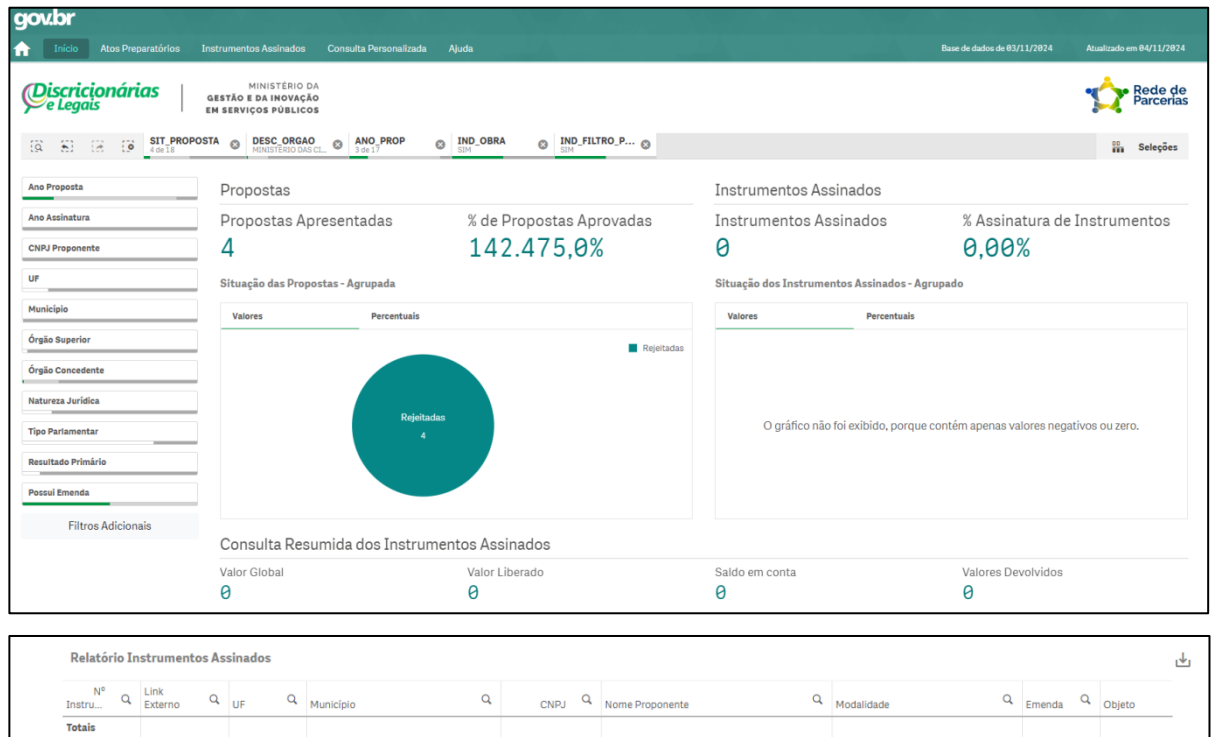 gov.br
Início Atos Preparatórios Instrumentos Assinados Consulta Personalizada Ajuda Base de dados de 03/11/2024 Atualizado em 04/11/2024
Discricionárias e Legais
MINISTÉRIO DA
GESTÃO E DA INOVAÇÃO
EM SERVIÇOS PÚBLICOS
Rede de
Parcerias
SIT_PROPOSTA DESC_ORGAO ANO_PROP IND_OBRA IND_FILTRO_P...
4 de 18 MINISTÉRIO DAS CI... 3 de 17 SIM SIM
Seleções
Ano Proposta
Ano Assinatura
CNPJ Proponente
UF
Município
Órgão Superior
Órgão Concedente
Natureza Jurídica
Tipo Parlamentar
Resultado Primário
Possui Emenda
Filtros Adicionais
Propostas
Propostas Apresentadas % de Propostas Aprovadas
4 142.475,0%
Situação das Propostas - Agrupada
Valores Percentuais
Rejeitadas
Rejeitadas
4
Instrumentos Assinados
Instrumentos Assinados % Assinatura de Instrumentos
0 0,00%
Situação dos Instrumentos Assinados - Agrupado
Valores Percentuais
O gráfico não foi exibido, porque contém apenas valores negativos ou zero.
Consulta Resumida dos Instrumentos Assinados
Valor Global Valor Liberado Saldo em conta Valores Devolvidos
0 0 0 0
Relatório Instrumentos Assinados
Nº Instru... Link Externo UF Município CNPJ Nome Proponente Modalidade Emenda Objeto
Totais